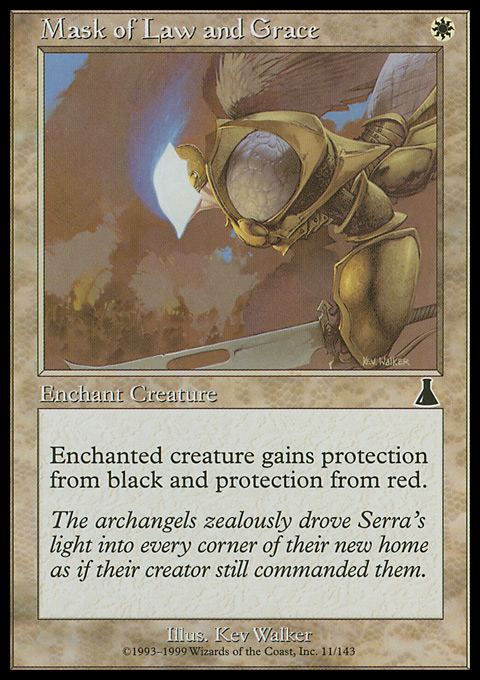 Mask of Law and Grace
Kev Walker
Enchant Creature
Enchanted creature gains protection
from black and protection from red.
The archangels zealously drove Serra's
light into every corner of their new home
as if their creator still commanded them.
Illus. Kev Walker
©1993–1999 Wizards of the Coast, Inc. 11/143